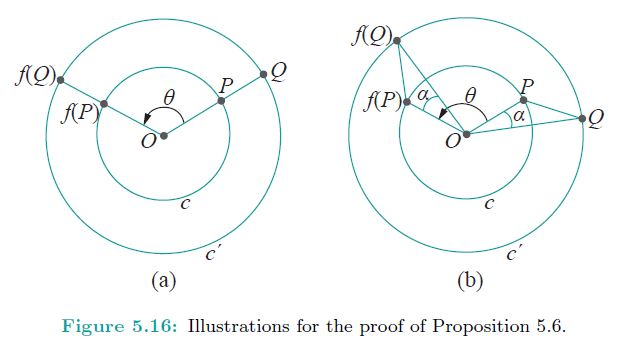 f(Q)
f(P)
θ
P
Q
O
c
c′
(a)
f(Q)
f(P)
α
θ
P
α
Q
O
c
c′
(b)
Figure 5.16: Illustrations for the proof of Proposition 5.6.